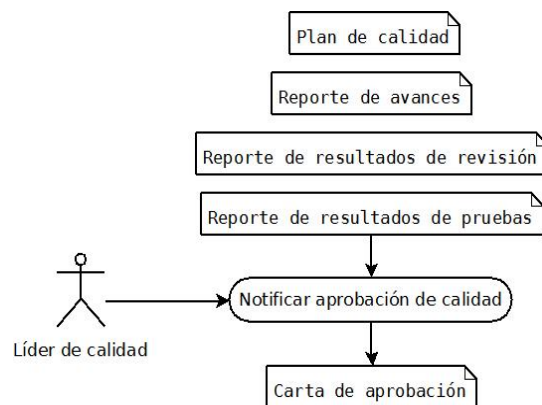 Plan de calidad
Reporte de avances
Reporte de resultados de revisión
Reporte de resultados de pruebas
Notificar aprobación de calidad
Líder de calidad
Carta de aprobación